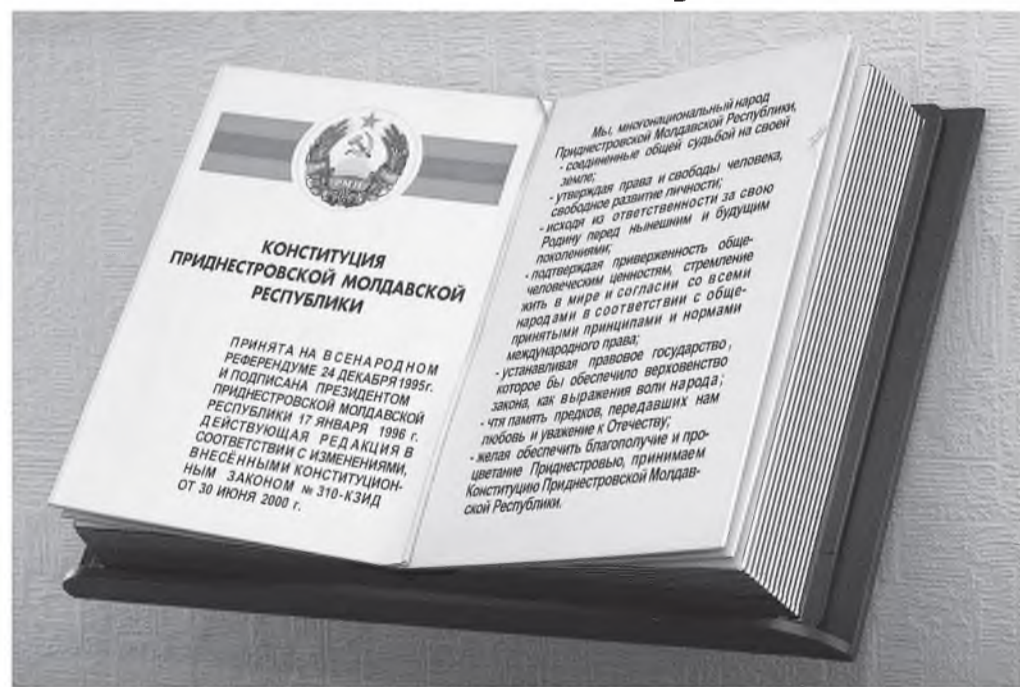 КОНСТИТУЦИЯ
ПРИДНЕСТРОВСКОЙ МОЛДАВСКОЙ
РЕСПУБЛИКИ
ПРИНЯТА НА ВСЕНАРОДНОМ
РЕФЕРЕНДУМЕ 24 ДЕКАБРЯ 1995г.
И ПОДПИСАНА ПРЕЗИДЕНТОМ
ПРИДНЕСТРОВСКОЙ МОЛДАВСКОЙ
РЕСПУБЛИКИ 17 ЯНВАРЯ 1996 г.
ДЕЙСТВУЮЩАЯ РЕДАКЦИЯ В
СООТВЕТСТВИИ С ИЗМЕНЕНИЯМИ,
ВНЕСЁННЫМИ КОНСТИТУЦИОН-
НЫМ ЗАКОНОМ № 310-КЗИД
ОТ 30 ИЮНЯ 2000 г.
Мы, многонациональный народ
Приднестровской Молдавской Республики,
- соединенные общей судьбой на своей
земле;
- утверждая права и свободы человека,
свободное развитие личности;
- исходя из ответственности за свою
Родину перед нынешним и будущим
поколениями;
- подтверждая приверженность обще-
человеческим ценностям, стремление
жить в мире и согласии со всеми
народами в соответствии с обще-
принятыми принципами и нормами
международного права;
- устанавливая правовое государство,
которое бы обеспечило верховенство
закона, как выражения воли народа;
- чтя память предков, передавших нам
любовь и уважение к Отечеству;
- желая обеспечить благополучие и про-
цветание Приднестровью, принимаем
Конституцию Приднестровской Молдав-
ской Республики.